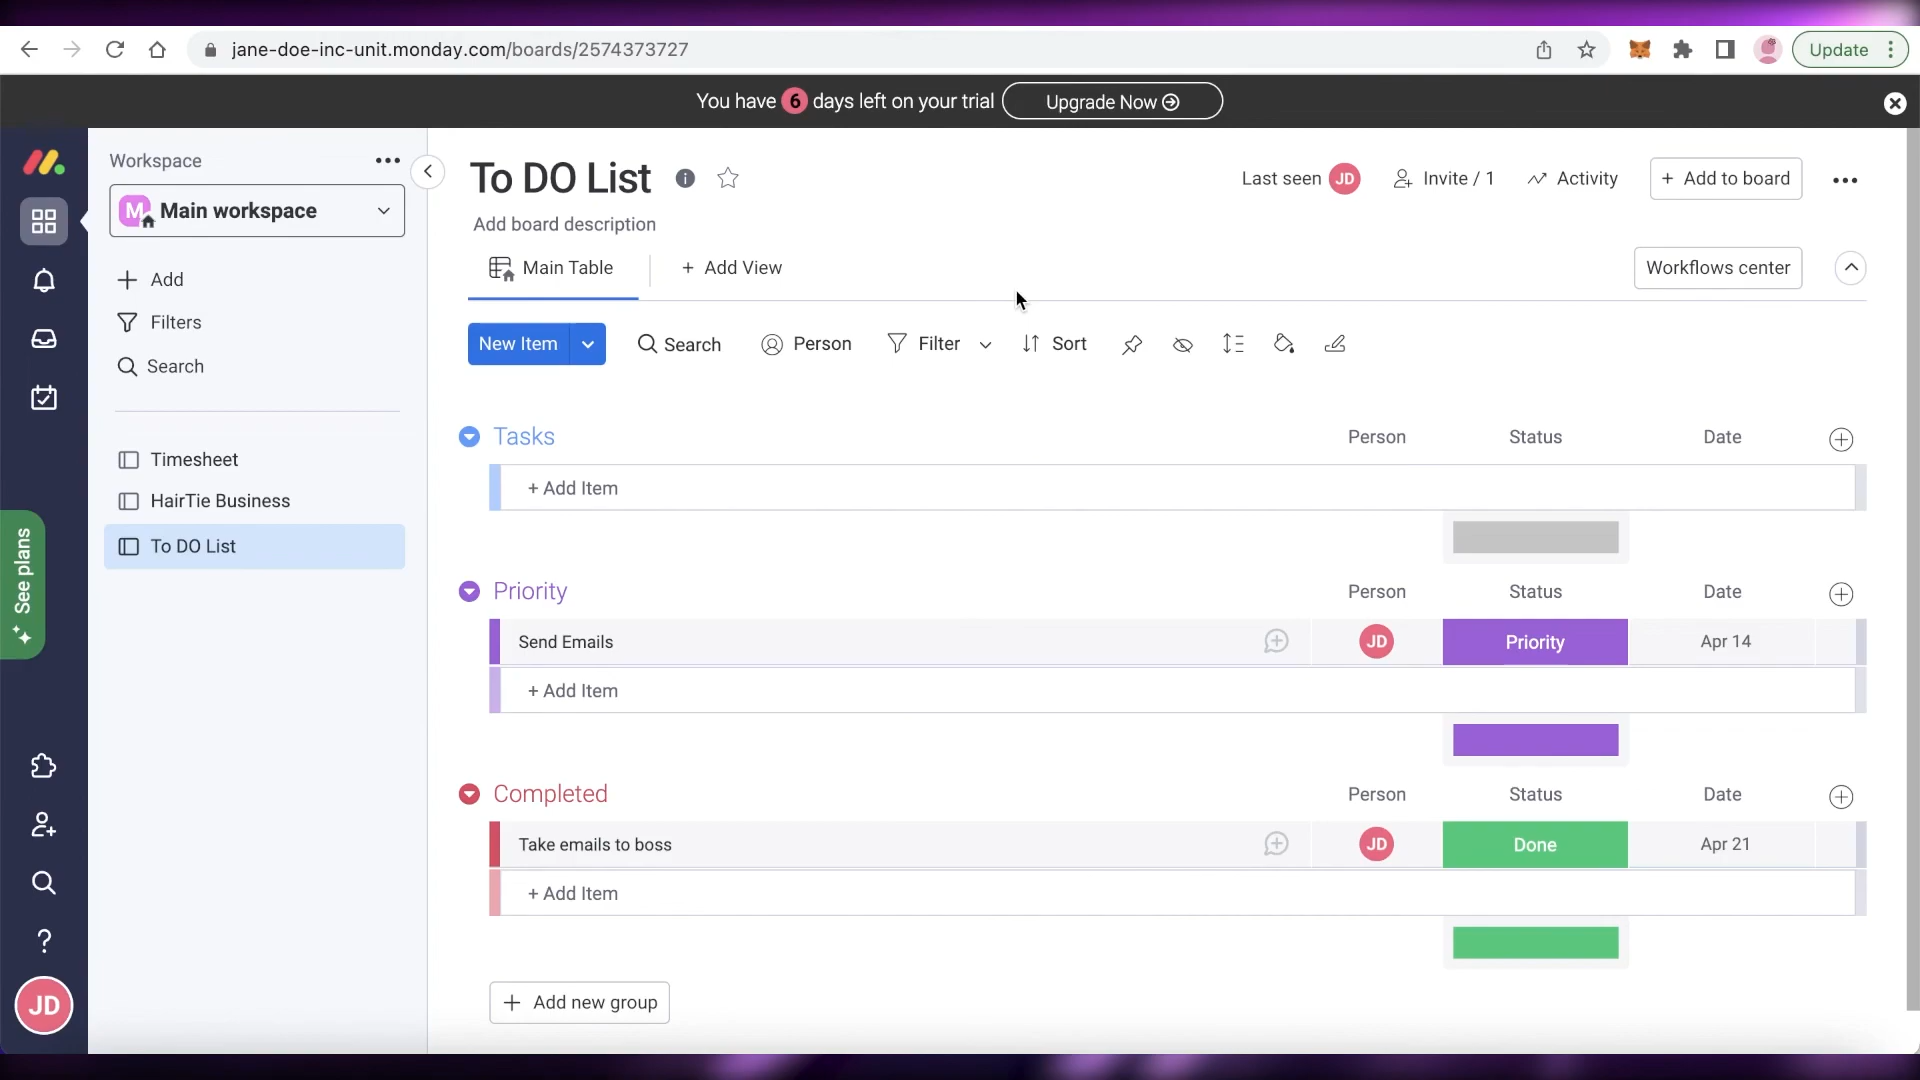 jane-doe-inc-unit.monday.com/boards/2574373727
Update
You have 6 days left on your trial Upgrade Now
Workspace
M Main workspace
Add
Filters
Search
Timesheet
HairTie Business
To DO List
See plans
JD
To DO List
Last seen JD Invite / 1 Activity + Add to board
Add board description
Main Table + Add View Workflows center
New Item Search Person Filter Sort
Tasks Person Status Date
+ Add Item
Priority Person Status Date
Send Emails JD Priority Apr 14
+ Add Item
Completed Person Status Date
Take emails to boss JD Done Apr 21
+ Add Item
+ Add new group